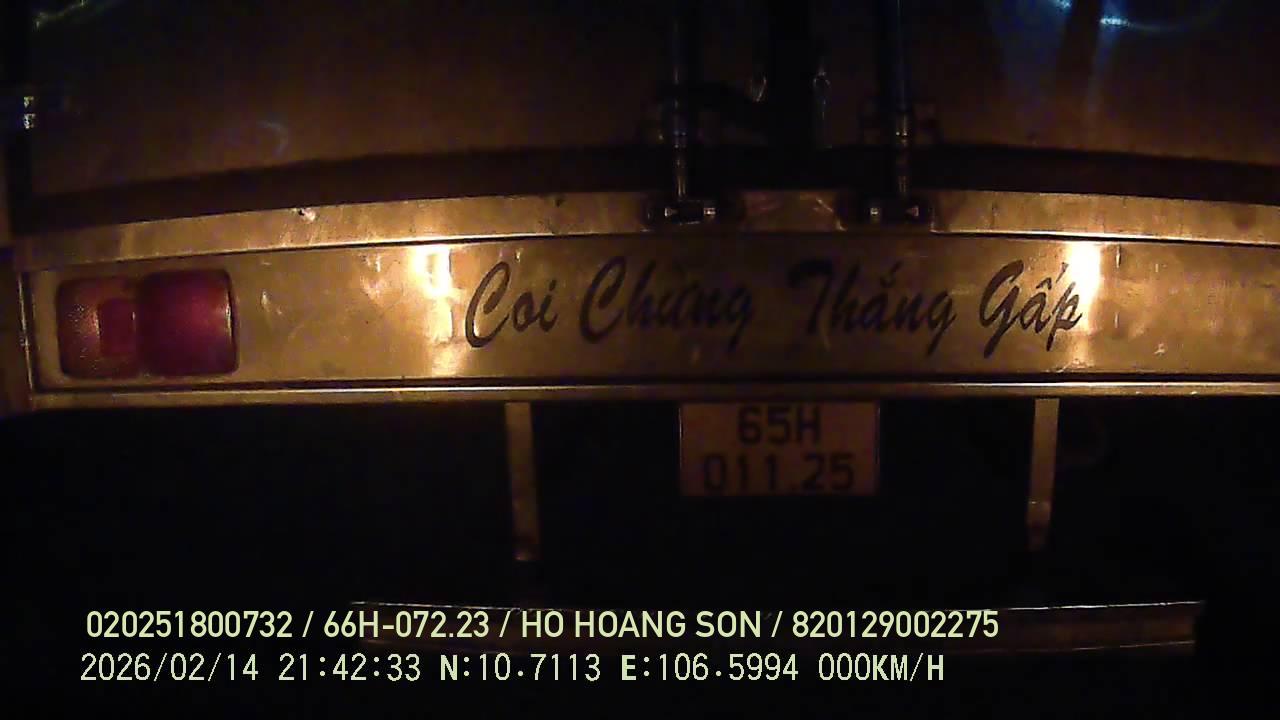 Coi Chừng Thắng Gấp
65H
011.25
020251800732 / 66H-072.23 / HO HOANG SON / 820129002275
2026/02/14 21:42:33 N:10.7113 E:106.5994 000KM/H